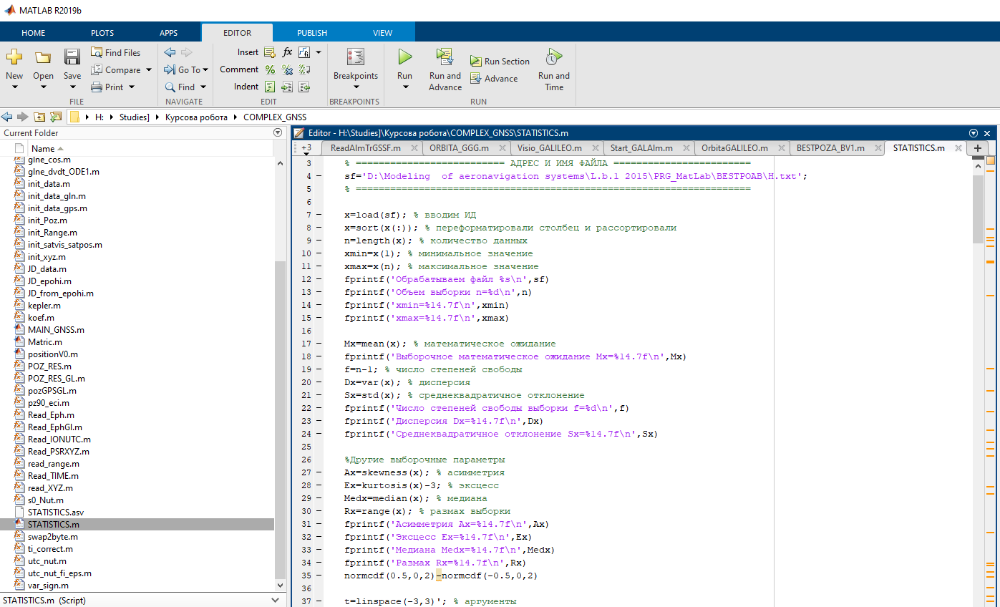 MATLAB R2019b
HOME PLOTS APPS EDITOR PUBLISH VIEW
New
Open
Save
Find Files
Compare
Print
FILE
Go To
Find
NAVIGATE
Insert
Comment
Indent
EDIT
Breakpoints
BREAKPOINTS
Run
Run and Advance
Run Section
Advance
Run and Time
RUN
H: Studies] Курсова робота COMPLEX_GNSS
Current Folder
Name
glne_cos.m
glne_dvdt_ODE1.m
init_data.m
init_data_gln.m
init_data_gps.m
init_Poz.m
init_Range.m
init_satvis_satpos.m
init_xyz.m
JD_data.m
JD_epohi.m
JD_from_epohi.m
kepler.m
koef.m
MAIN_GNSS.m
Matric.m
positionV0.m
POZ_RES.m
POZ_RES_GL.m
pozGPSGL.m
pz90_eci.m
Read_Eph.m
Read_EphGl.m
Read_IONUTC.m
Read_PSRXYZ.m
read_range.m
Read_TIME.m
read_XYZ.m
s0_Nut.m
STATISTICS.asv
STATISTICS.m
swap2byte.m
ti_correct.m
utc_nut.m
utc_nut_fi_eps.m
var_sign.m
STATISTICS.m (Script)
Editor - H:\Studies]\Курсова робота\COMPLEX_GNSS\STATISTICS.m
+3 ReadAlmTrGSSF.m ORBITA_GGG.m Visio_GALILEO.m Start_GALAlm.m OrbitaGALILEO.m BESTPOZA_BV1.m STATISTICS.m
3 % ========================== АДРЕС И ИМЯ ФАЙЛА ========================
4 sf='D:\Modeling  of aeronavigation systems\L.b.1 2015\PRG_MatLab\BESTPOAB\H.txt';
5 % =====================================================================
6
7 x=load(sf); % вводим ИД
8 x=sort(x(:)); % переформатировали столбец и рассортировали
9 n=length(x); % количество данных
10 xmin=x(1); % минимальное значение
11 xmax=x(n); % максимальное значение
12 fprintf('Обрабатываем файл %s\n',sf)
13 fprintf('Объем выборки n=%d\n',n)
14 fprintf('xmin=%14.7f\n',xmin)
15 fprintf('xmax=%14.7f\n',xmax)
16
17 Mx=mean(x); % математическое ожидание
18 fprintf('Выборочное математическое ожидание Mx=%14.7f\n',Mx)
19 f=n-1; % число степеней свободы
20 Dx=var(x); % дисперсия
21 Sx=std(x); % среднеквадратичное отклонение
22 fprintf('Число степеней свободы выборки f=%d\n',f)
23 fprintf('Дисперсия Dx=%14.7f\n',Dx)
24 fprintf('Среднеквадратичное отклонение Sx=%14.7f\n',Sx)
25
26 %Другие выборочные параметры
27 Ax=skewness(x); % асимметрия
28 Ex=kurtosis(x)-3; % эксцесс
29 Medx=median(x); % медиана
30 Rx=range(x); % размах выборки
31 fprintf('Асимметрия Ax=%14.7f\n',Ax)
32 fprintf('Эксцесс Ex=%14.7f\n',Ex)
33 fprintf('Медиана Medx=%14.7f\n',Medx)
34 fprintf('Размах Rx=%14.7f\n',Rx)
35 normcdf(0.5,0,2)-normcdf(-0.5,0,2)
36
37 t=linspace(-3,3)'; % аргументы